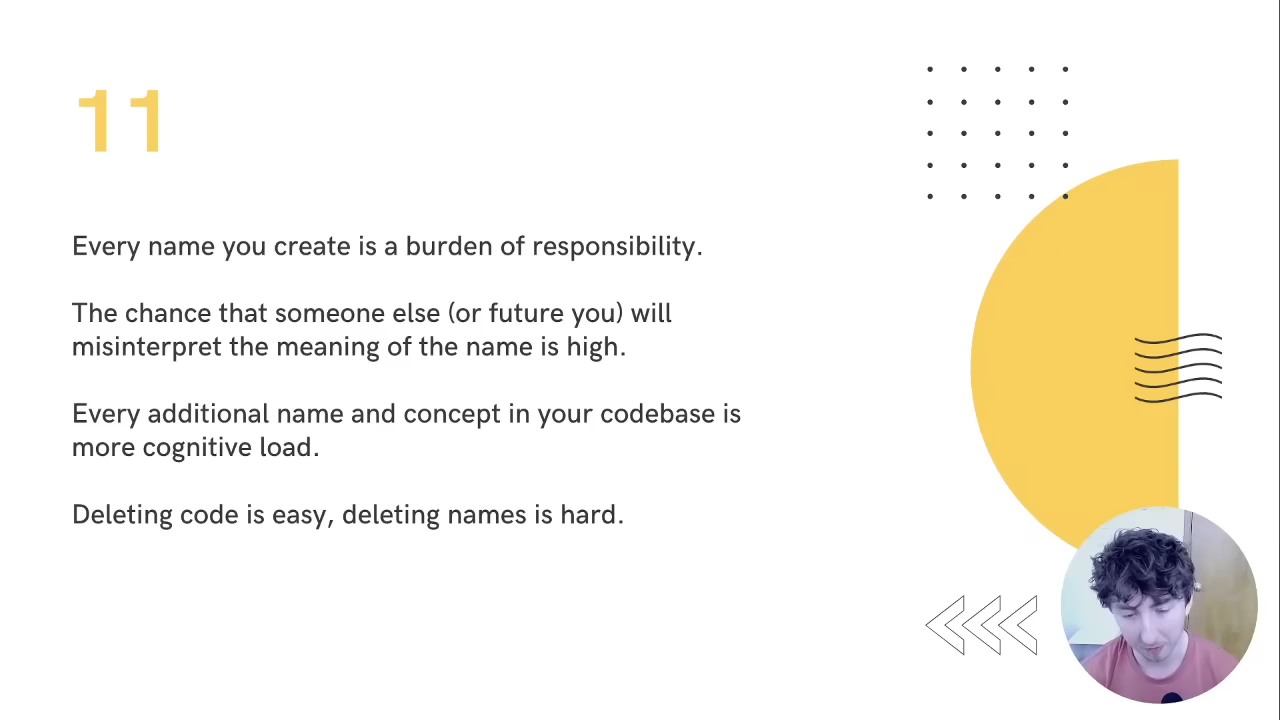 11
Every name you create is a burden of responsibility.
The chance that someone else (or future you) will
misinterpret the meaning of the name is high.
Every additional name and concept in your codebase is
more cognitive load.
Deleting code is easy, deleting names is hard.